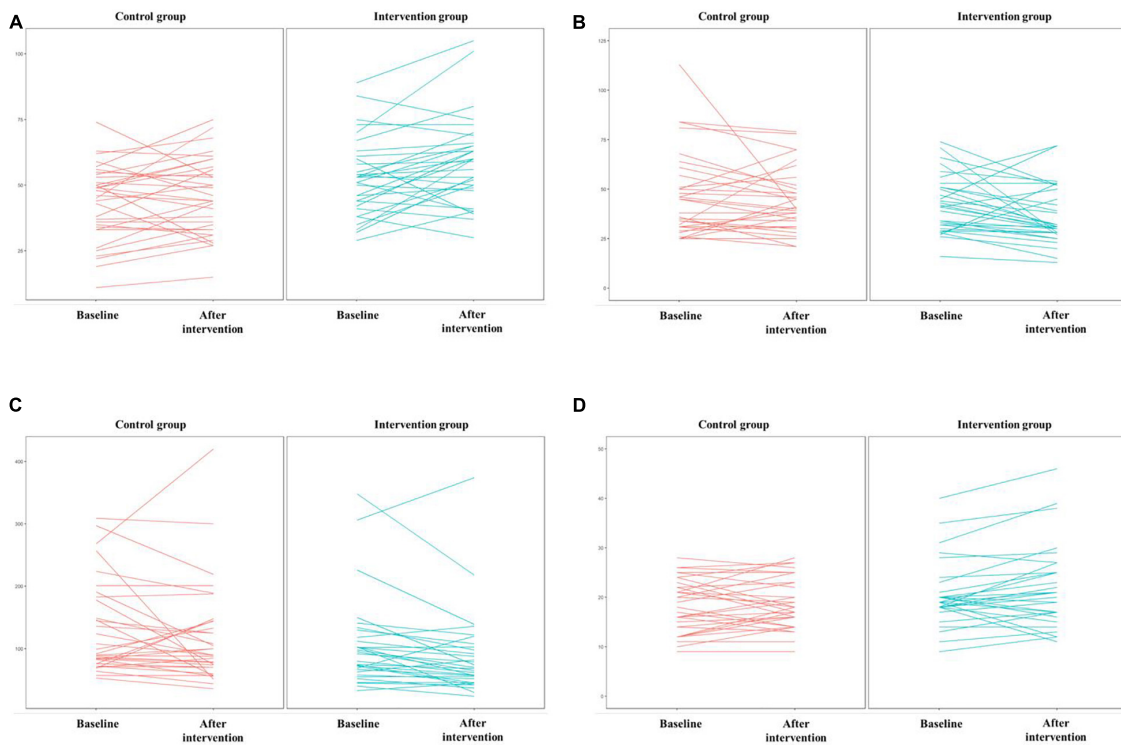 A
Control group
Intervention group
100
75
50
25
Baseline
After
intervention
Baseline
After
intervention
B
Control group
Intervention group
125
100
75
50
25
0
Baseline
After
intervention
Baseline
After
intervention
C
Control group
Intervention group
400
300
200
100
Baseline
After
intervention
Baseline
After
intervention
D
Control group
Intervention group
50
40
30
20
10
0
Baseline
After
intervention
Baseline
After
intervention